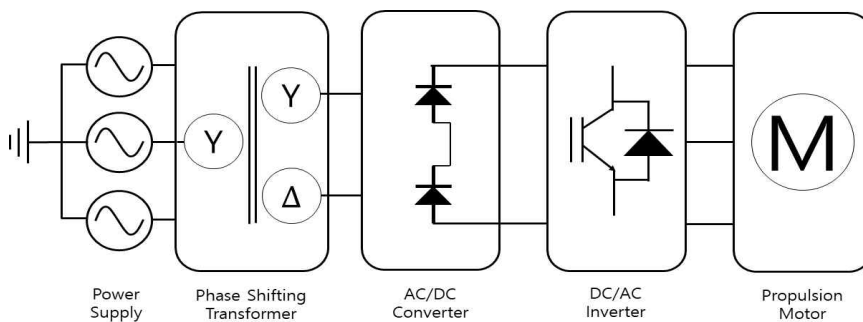 Y
Y
Δ
M
Power
Supply
Phase Shifting
Transformer
AC/DC
Converter
DC/AC
Inverter
Propulsion
Motor